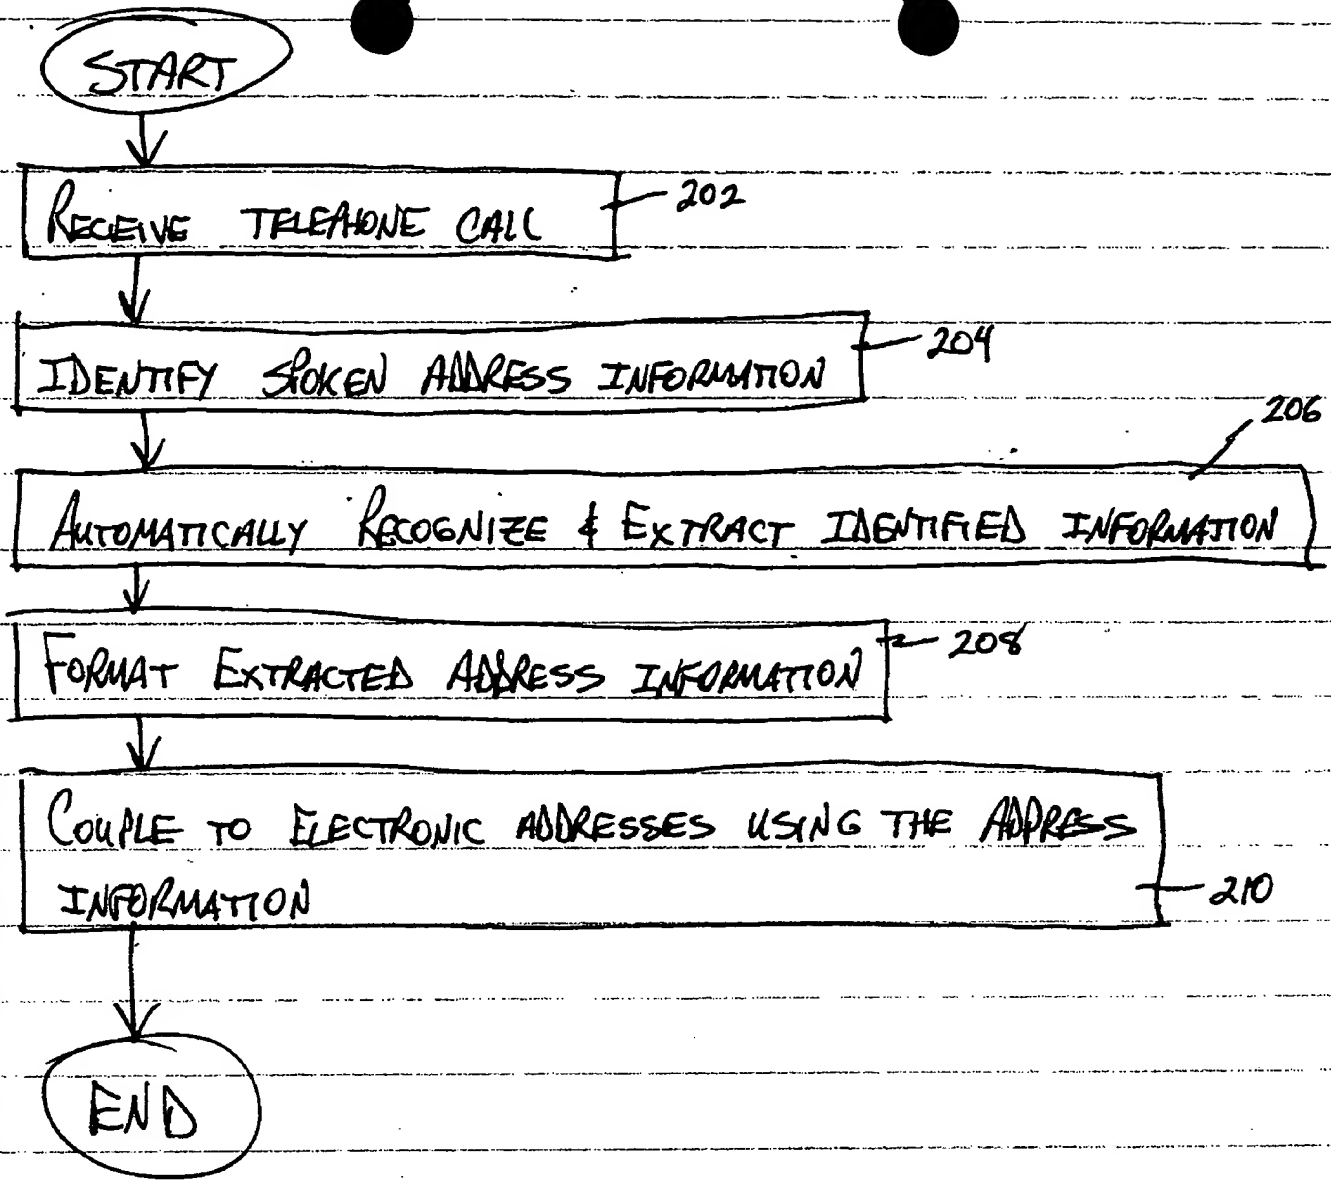 START
RECEIVE TELEPHONE CALL
202
IDENTIFY SPOKEN ADDRESS INFORMATION
204
206
AUTOMATICALLY RECOGNIZE & EXTRACT IDENTIFIED INFORMATION
FORMAT EXTRACTED ADDRESS INFORMATION
208
COUPLE TO ELECTRONIC ADDRESSES USING THE ADDRESS
INFORMATION
210
END